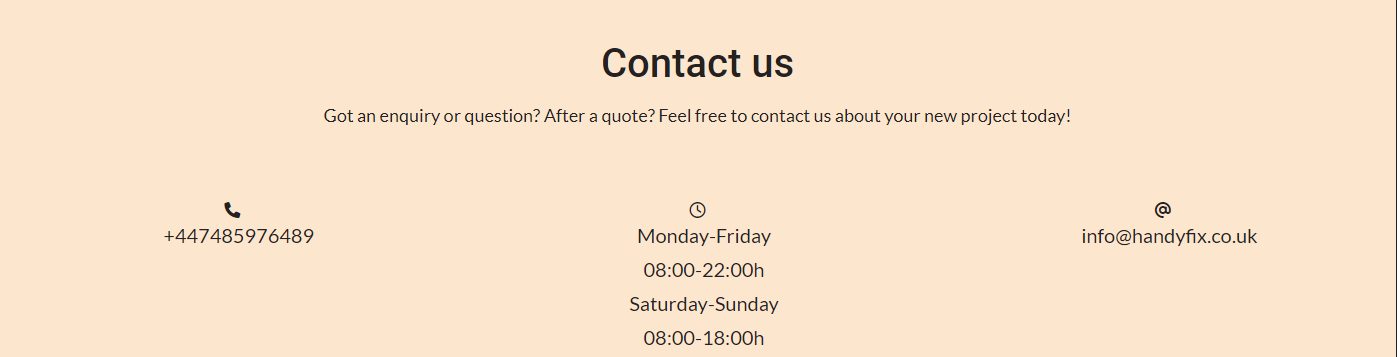 Contact us
Got an enquiry or question? After a quote? Feel free to contact us about your new project today!
+447485976489
Monday-Friday
08:00-22:00h
Saturday-Sunday
08:00-18:00h
info@handyfix.co.uk